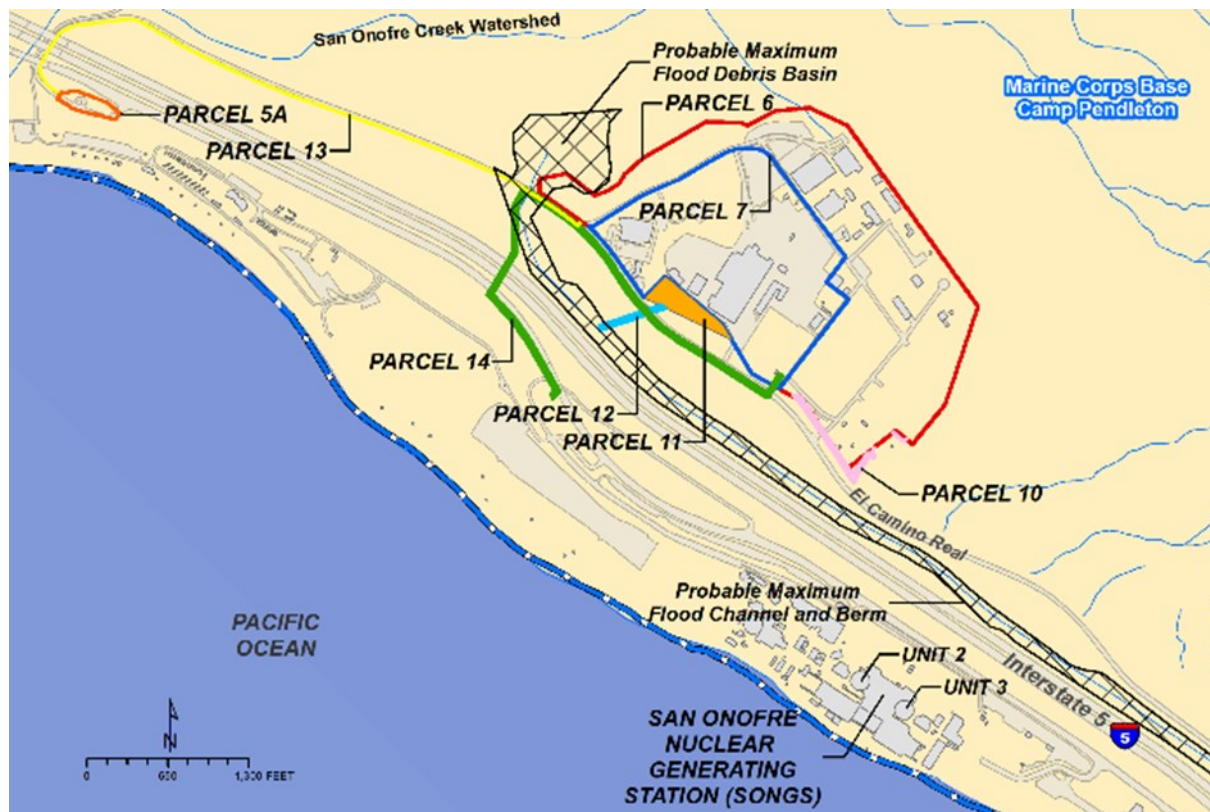 San Onofre Creek Watershed
Probable Maximum
Flood Debris Basin
Marine Corps Base
Camp Pendleton
PARCEL 6
PARCEL 5A
PARCEL 13
PARCEL 7
PARCEL 14
PARCEL 12
PARCEL 11
PARCEL 10
El Camino Real
Probable Maximum
Flood Channel and Berm
PACIFIC
OCEAN
UNIT 2
UNIT 3
Interstate 5
5
SAN ONOFRE
NUCLEAR
GENERATING
STATION (SONGS)
N
0 650 1,300 FEET